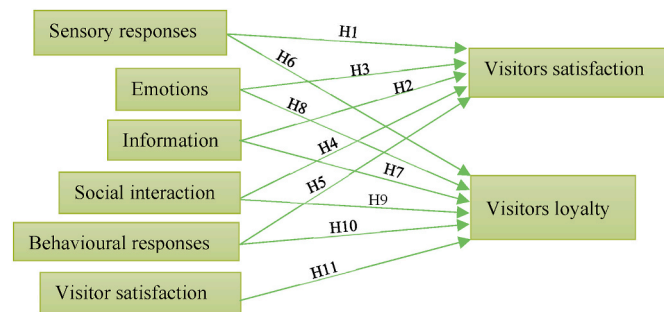 Sensory responses
H1
H6
Visitors satisfaction
Emotions
H3
H2
H8
Information
H4
H7
Social interaction
H5
H9
Visitors loyalty
Behavioural responses
H10
H11
Visitor satisfaction